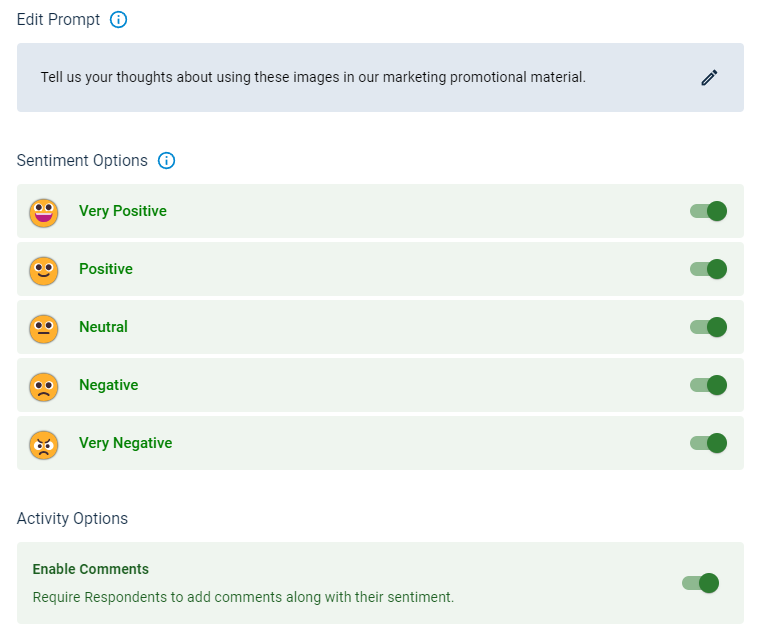 Edit Prompt
Tell us your thoughts about using these images in our marketing promotional material.
Sentiment Options
Very Positive
Positive
Neutral
Negative
Very Negative
Activity Options
Enable Comments
Require Respondents to add comments along with their sentiment.